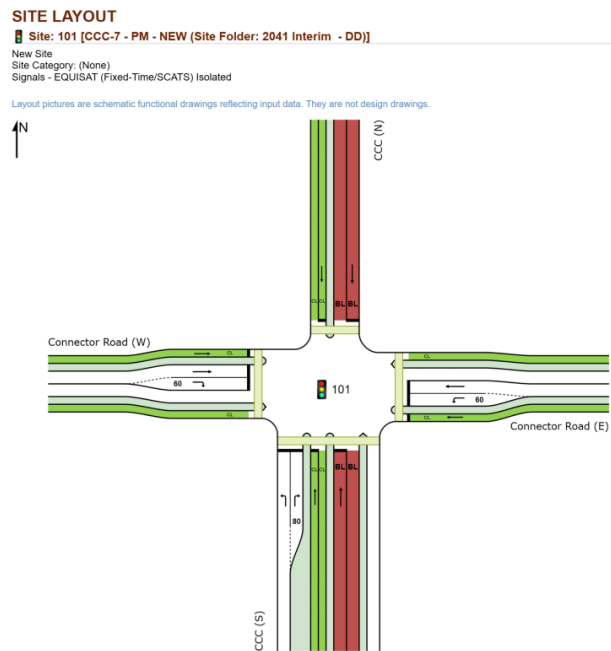 SITE LAYOUT
Site: 101 [CCC-7 - PM - NEW (Site Folder: 2041 Interim - DD)]
New Site
Site Category: (None)
Signals - EQUISAT (Fixed-Time/SCATS) Isolated
Layout pictures are schematic functional drawings reflecting input data. They are not design drawings.
N
CCC (N)
CL CL BL BL
Connector Road (W)
CL
60
CL
101
CL
60
CL
Connector Road (E)
CL CL BL BL
80
CCC (S)